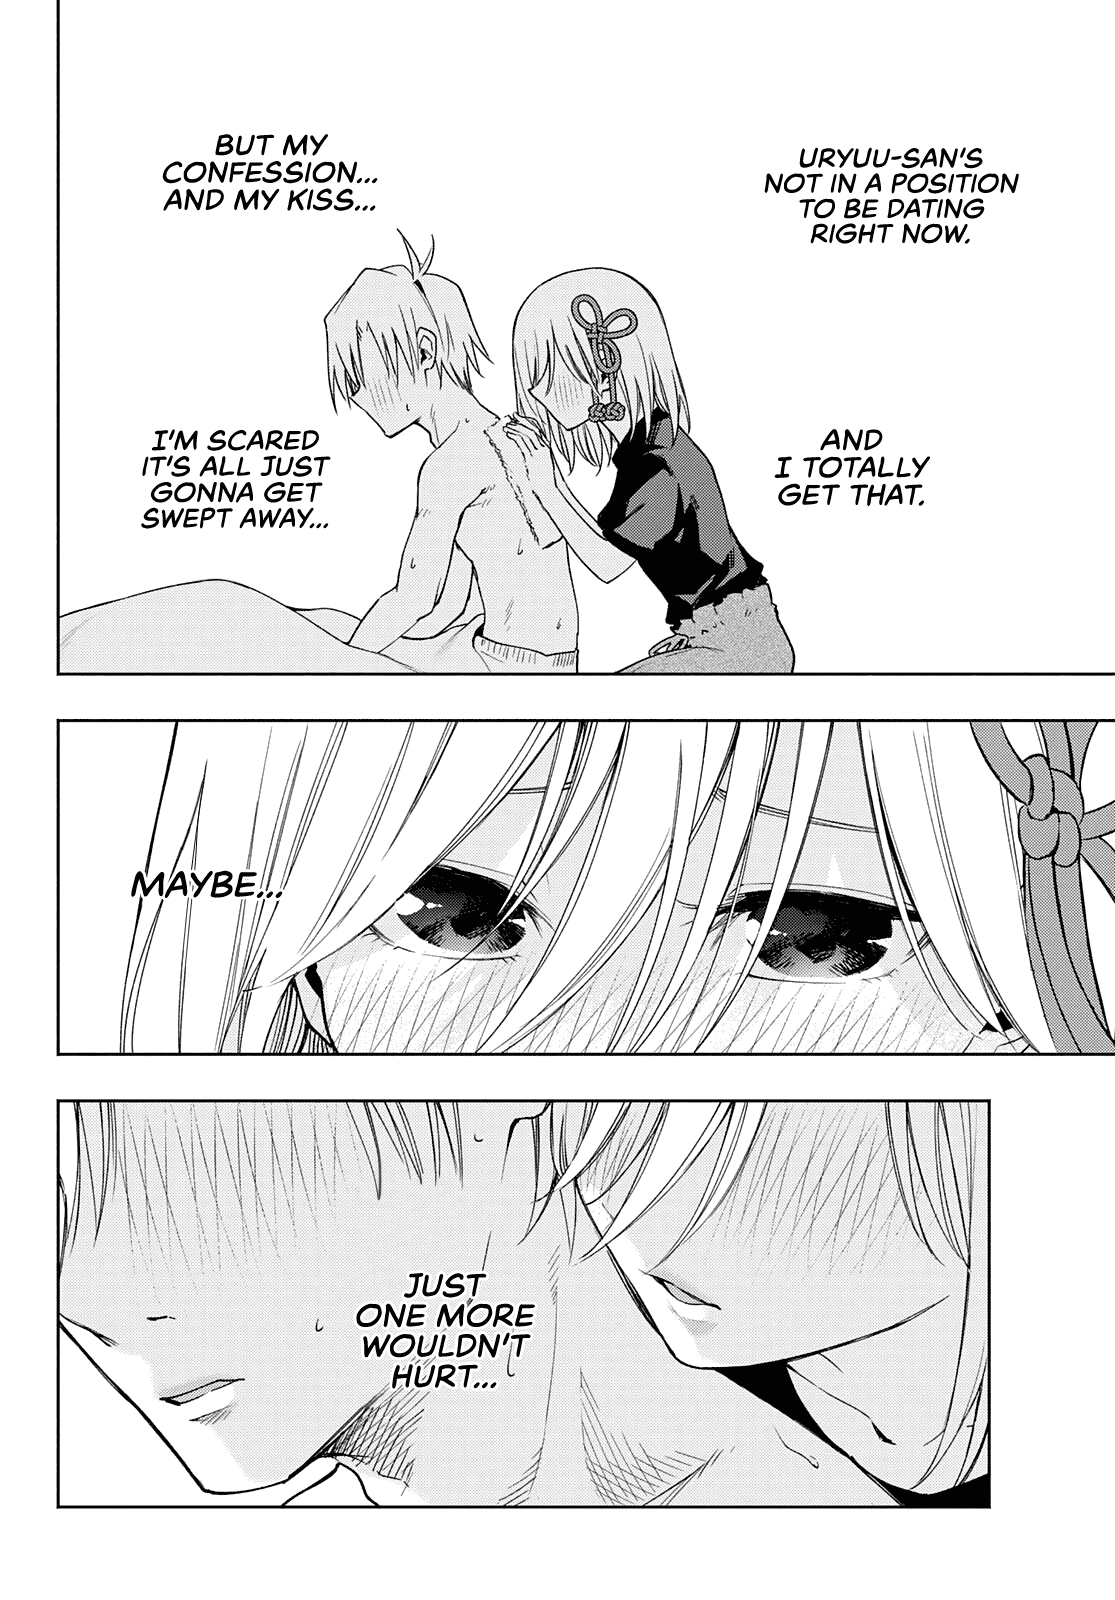 URYUU-SAN'S
NOT IN A POSITION
TO BE DATING
RIGHT NOW.
AND
I TOTALLY
GET THAT.
BUT MY
CONFESSION...
AND MY KISS...
I'M SCARED
IT'S ALL JUST
GONNA GET
SWEPT AWAY...
MAYBE...
JUST
ONE MORE
WOULDN'T
HURT...